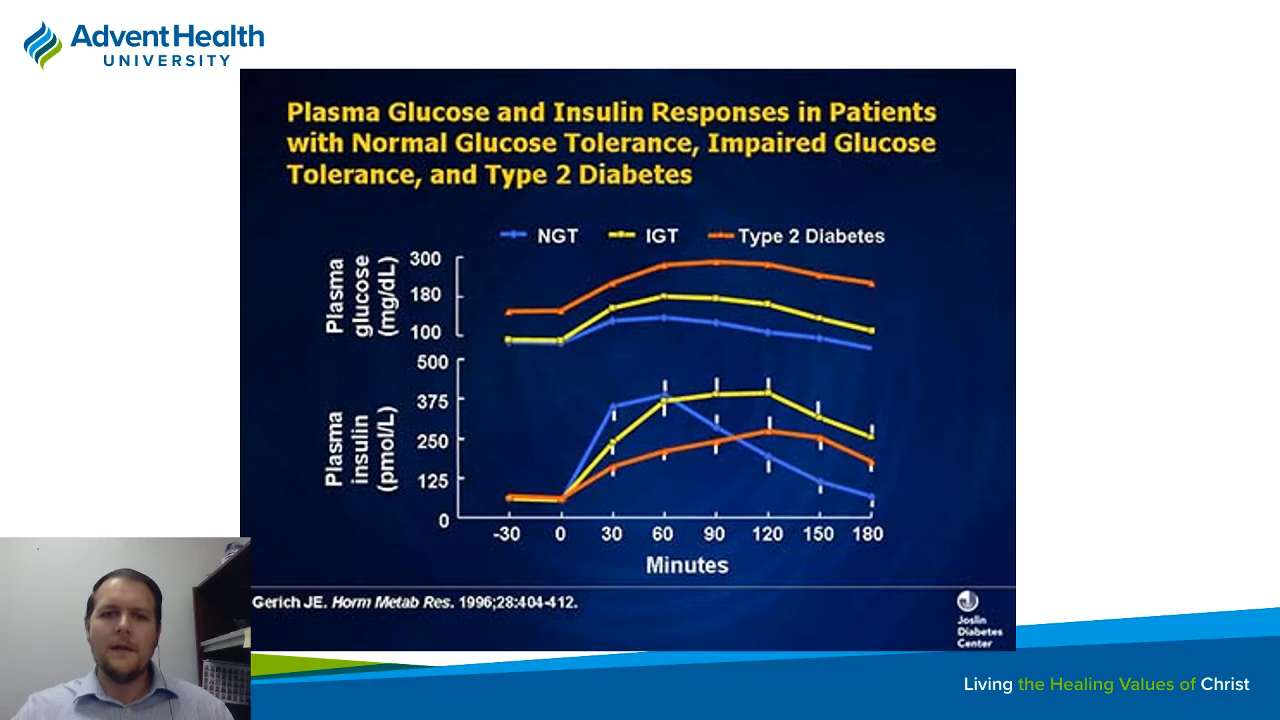 AdventHealth
UNIVERSITY
Plasma Glucose and Insulin Responses in Patients
with Normal Glucose Tolerance, Impaired Glucose
Tolerance, and Type 2 Diabetes
NGT IGT Type 2 Diabetes
Plasma
glucose
(mg/dL)
300
180
100
Plasma
insulin
(pmol/L)
500
375
250
125
0
-30 0 30 60 90 120 150 180
Minutes
Gerich JE. Horm Metab Res. 1996;28:404-412.
Joslin
Diabetes
Center
Living the Healing Values of Christ